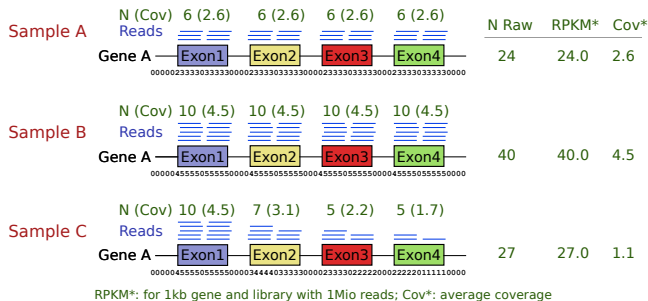 N (Cov) 6 (2.6) 6 (2.6) 6 (2.6) 6 (2.6) N Raw RPKM* Cov*
Sample A Reads
Gene A Exon1 Exon2 Exon3 Exon4 24 24.0 2.6
N (Cov) 10 (4.5) 10 (4.5) 10 (4.5) 10 (4.5)
Sample B Reads
Gene A Exon1 Exon2 Exon3 Exon4 40 40.0 4.5
N (Cov) 10 (4.5) 7 (3.1) 5 (2.2) 5 (1.7)
Sample C Reads
Gene A Exon1 Exon2 Exon3 Exon4 27 27.0 1.1
RPKM*: for 1kb gene and library with 1Mio reads; Cov*: average coverage